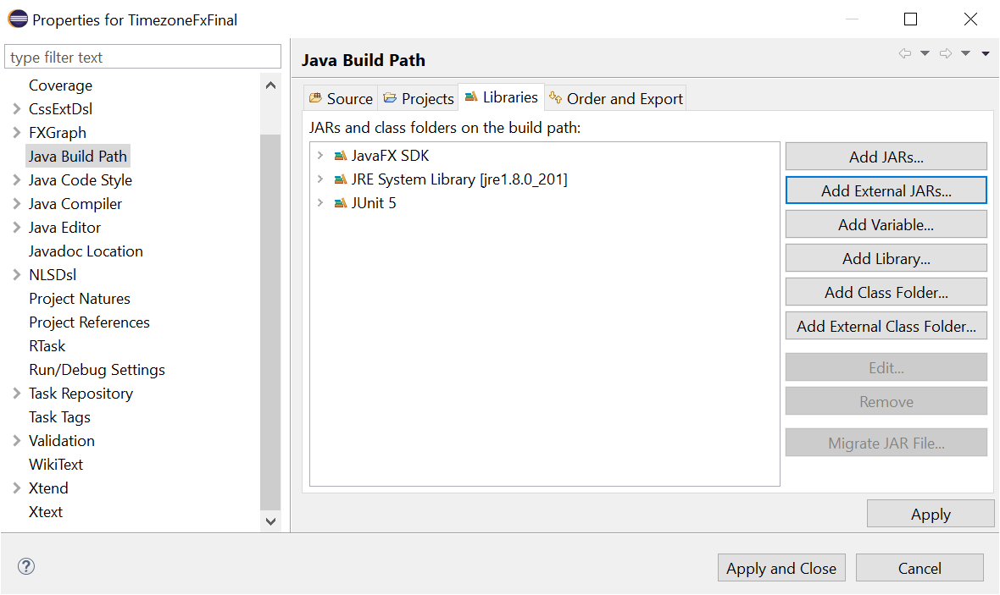 Properties for TimezoneFxFinal
type filter text
Coverage
CssExtDsl
FXGraph
Java Build Path
Java Code Style
Java Compiler
Java Editor
Javadoc Location
NLSDsl
Project Natures
Project References
RTask
Run/Debug Settings
Task Repository
Task Tags
Validation
WikiText
Xtend
Xtext
Java Build Path
Source Projects Libraries Order and Export
JARs and class folders on the build path:
JavaFX SDK
JRE System Library [jre1.8.0_201]
JUnit 5
Add JARs...
Add External JARs...
Add Variable...
Add Library...
Add Class Folder...
Add External Class Folder...
Edit...
Remove
Migrate JAR File...
Apply
?
Apply and Close Cancel